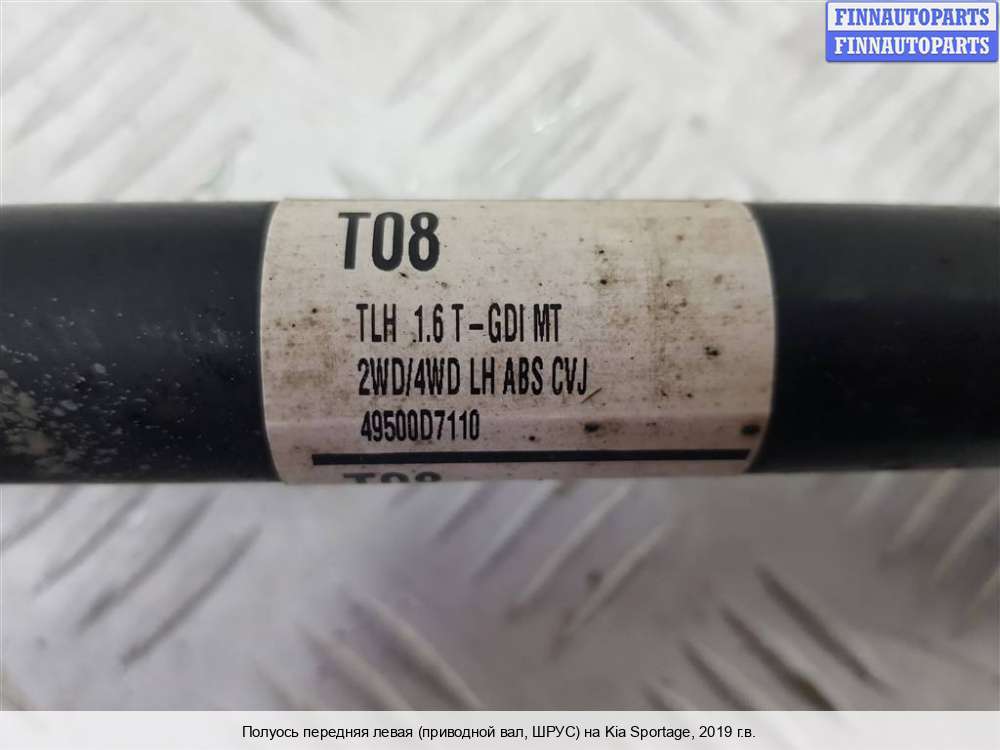 FINNAUTOPARTS
FINNAUTOPARTS
T08
TLH 1.6 T-GDI MT
2WD/4WD LH ABS CVJ
49500D7110
T08
Полуось передняя левая (приводной вал, ШРУС) на Kia Sportage, 2019 г.в.